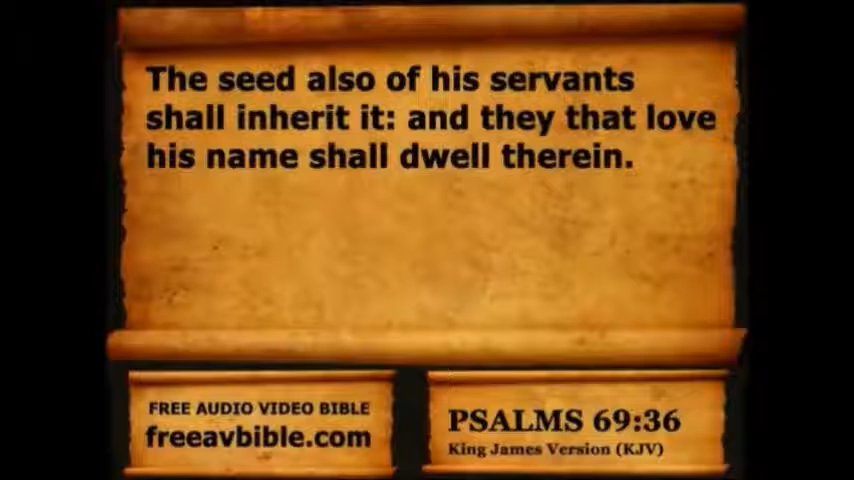 The seed also of his servants
shall inherit it: and they that love
his name shall dwell therein.
FREE AUDIO VIDEO BIBLE
freeavbible.com
PSALMS 69:36
King James Version (KJV)